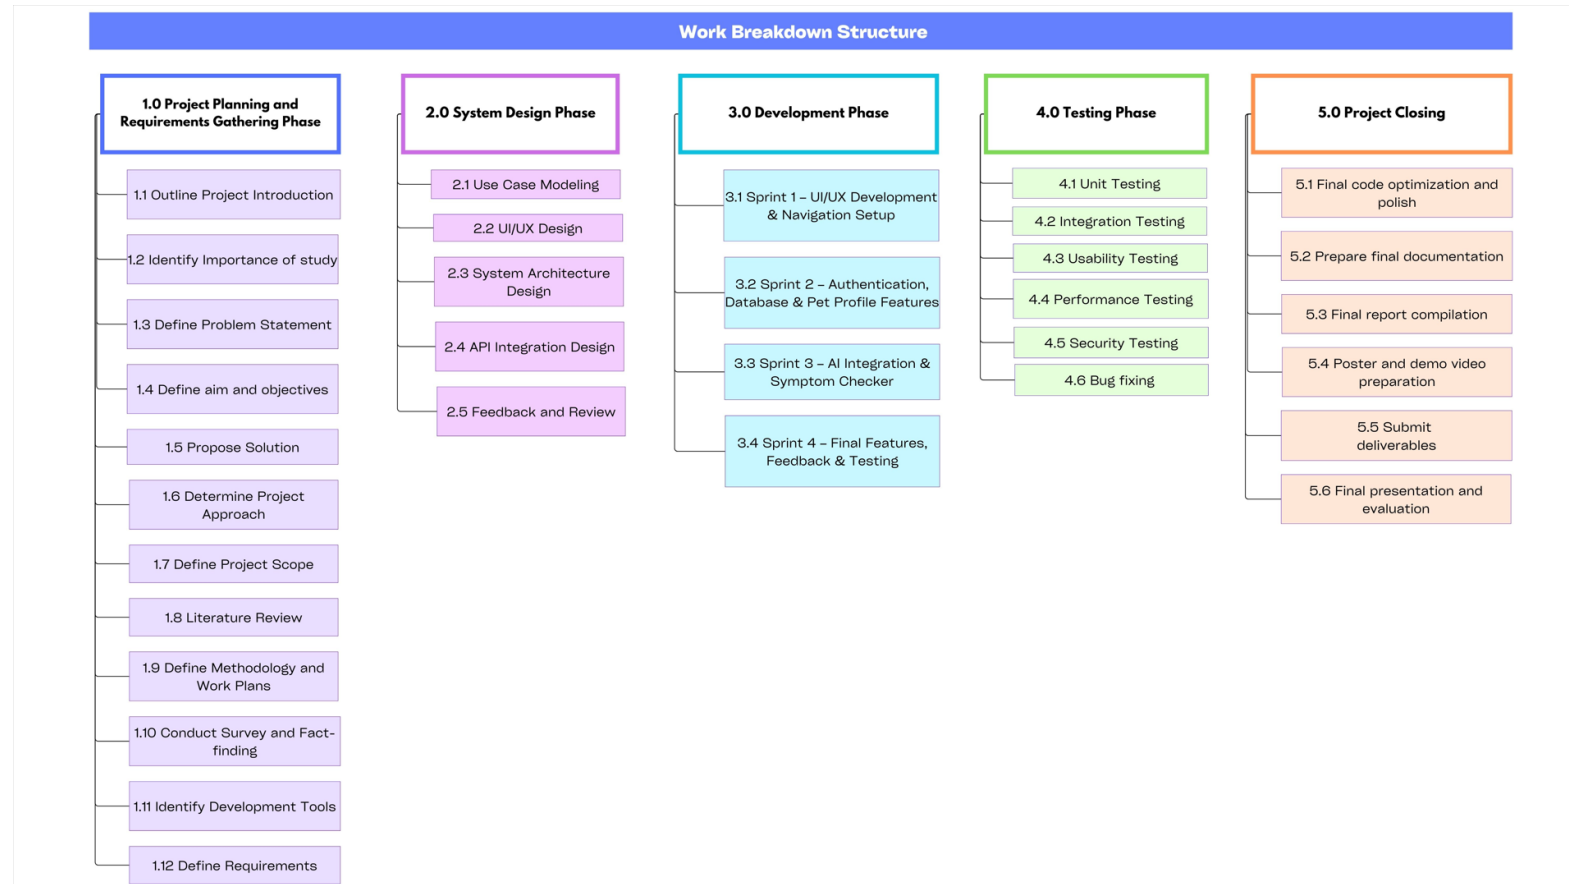 Work Breakdown Structure
1.0 Project Planning and
Requirements Gathering Phase
1.1 Outline Project Introduction
1.2 Identify Importance of study
1.3 Define Problem Statement
1.4 Define aim and objectives
1.5 Propose Solution
1.6 Determine Project
Approach
1.7 Define Project Scope
1.8 Literature Review
1.9 Define Methodology and
Work Plans
1.10 Conduct Survey and Fact-
finding
1.11 Identify Development Tools
1.12 Define Requirements
2.0 System Design Phase
2.1 Use Case Modeling
2.2 UI/UX Design
2.3 System Architecture
Design
2.4 API Integration Design
2.5 Feedback and Review
3.0 Development Phase
3.1 Sprint 1 – UI/UX Development
& Navigation Setup
3.2 Sprint 2 – Authentication,
Database & Pet Profile Features
3.3 Sprint 3 – AI Integration &
Symptom Checker
3.4 Sprint 4 – Final Features,
Feedback & Testing
4.0 Testing Phase
4.1 Unit Testing
4.2 Integration Testing
4.3 Usability Testing
4.4 Performance Testing
4.5 Security Testing
4.6 Bug fixing
5.0 Project Closing
5.1 Final code optimization and
polish
5.2 Prepare final documentation
5.3 Final report compilation
5.4 Poster and demo video
preparation
5.5 Submit
deliverables
5.6 Final presentation and
evaluation